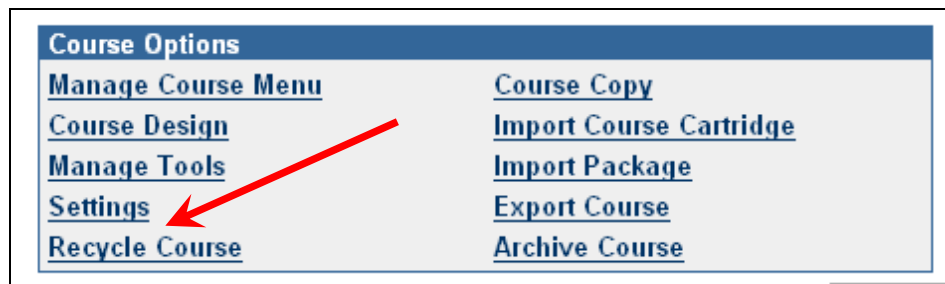 Course Options
Manage Course Menu
Course Design
Manage Tools
Settings
Recycle Course
Course Copy
Import Course Cartridge
Import Package
Export Course
Archive Course